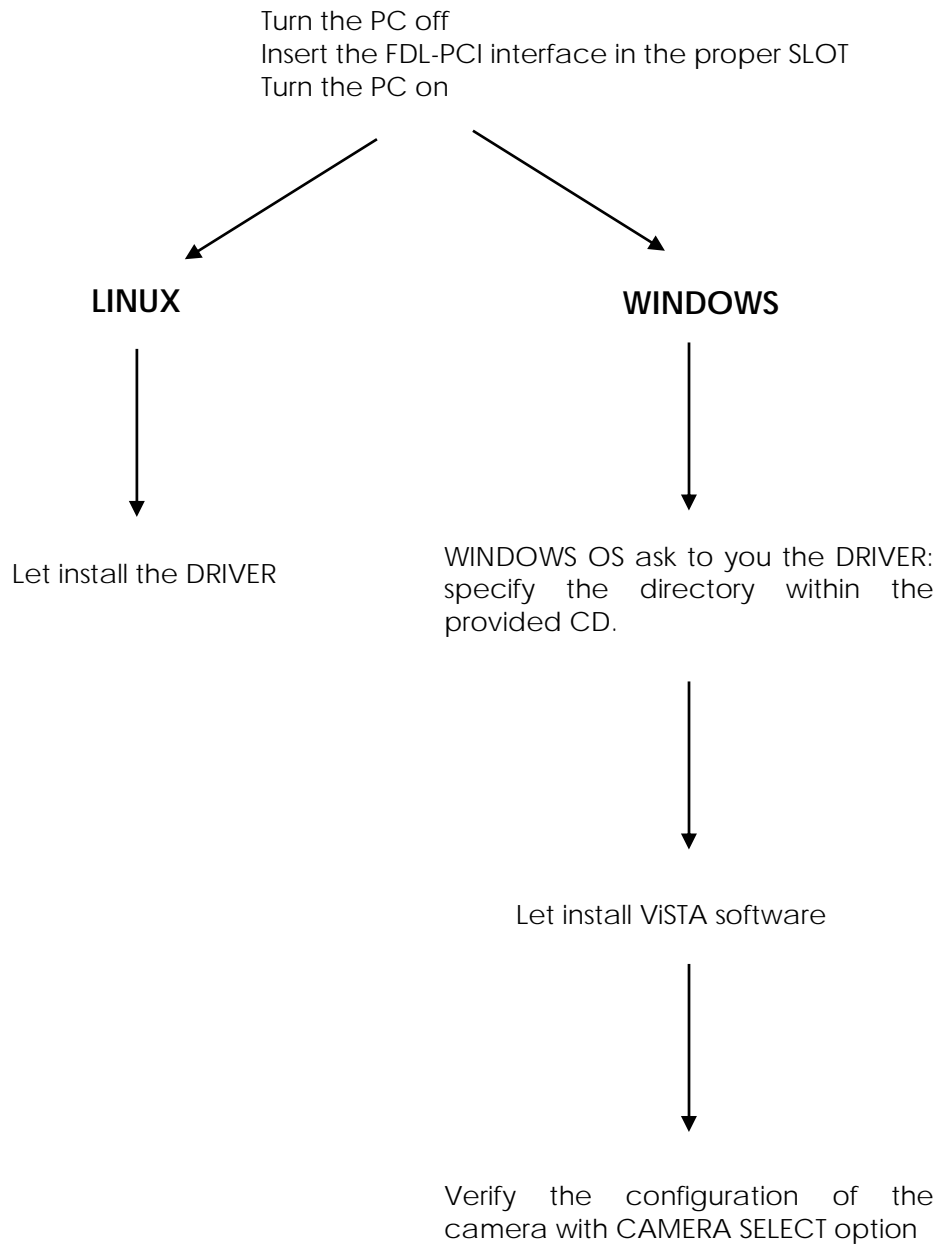 Turn the PC off
Insert the FDL-PCI interface in the proper SLOT
Turn the PC on
LINUX
WINDOWS
Let install the DRIVER
WINDOWS OS ask to you the DRIVER:
specify the directory within the
provided CD.
Let install ViSTA software
Verify the configuration of the
camera with CAMERA SELECT option